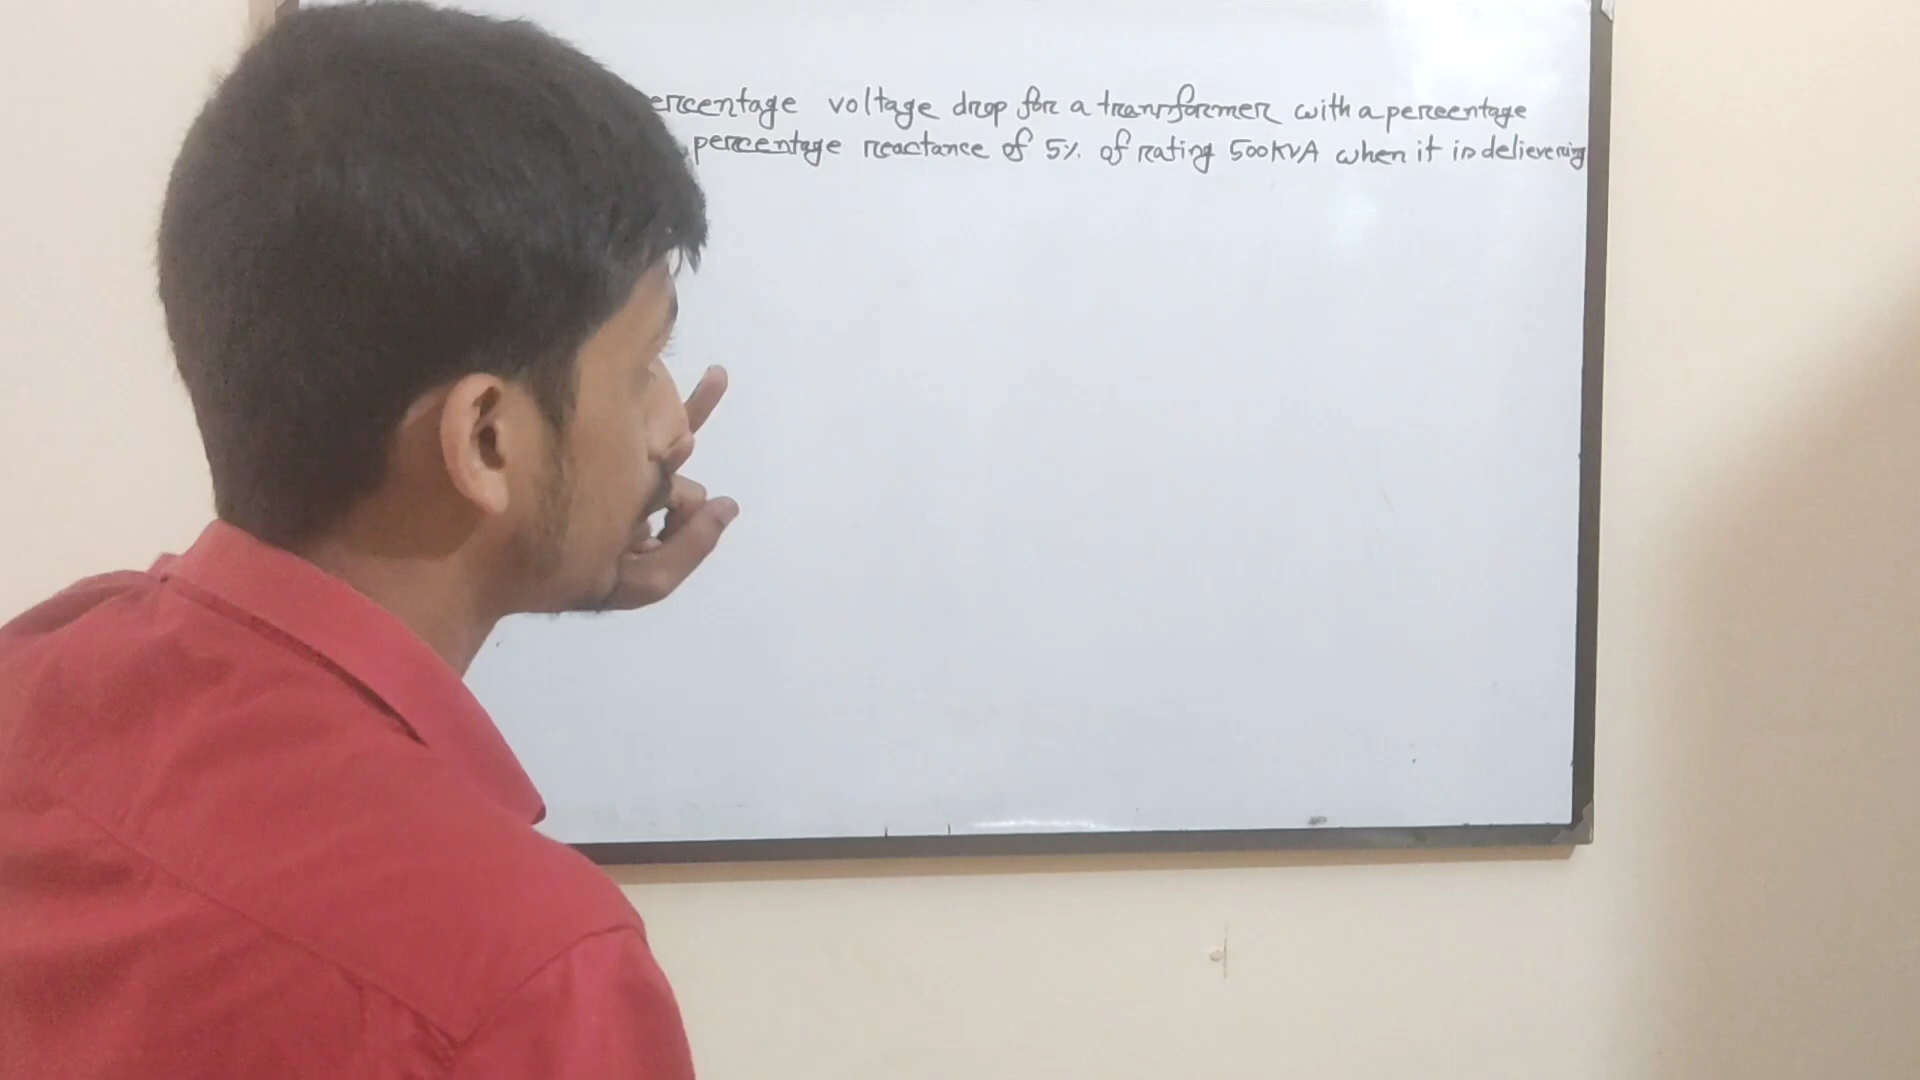 ercentage voltage drop for a transformer with a percentage
percentage reactance of 5% of rating 500KVA when it is delievering